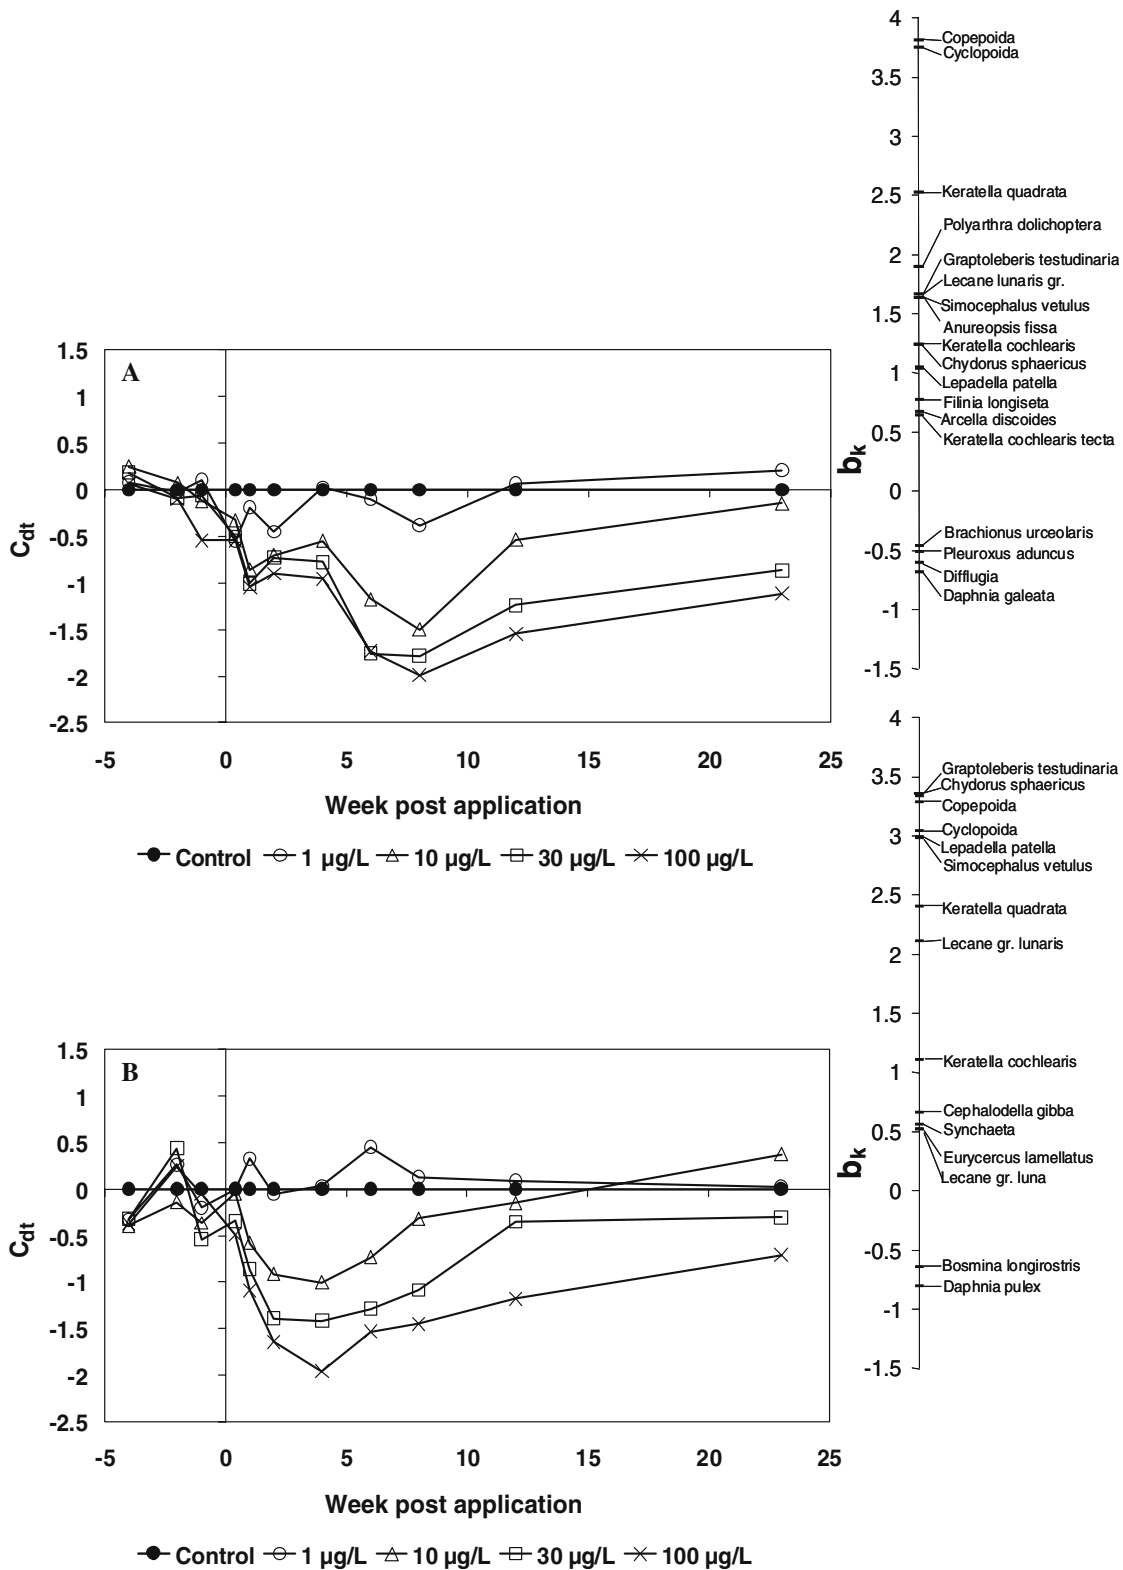 4
Copepoida
Cyclopoida
3.5
3
2.5
Keratella quadrata
Polyarthra dolichoptera
2
Graptoleberis testudinaria
Lecane lunaris gr.
Simocephalus vetulus
1.5
Anureopsis fissa
Keratella cochlearis
Chydorus sphaericus
1
Lepadella patella
Filinia longiseta
Arcella discoides
0.5
Keratella cochlearis tecta
bk
0
Brachionus urceolaris
-0.5
Pleuroxus aduncus
Difflugia
Daphnia galeata
-1
-1.5
A
1.5
1
0.5
0
-0.5
-1
-1.5
-2
-2.5
Cdt
-5 0 5 10 15 20 25
Week post application
Control 1 µg/L 10 µg/L 30 µg/L 100 µg/L
4
3.5
Graptoleberis testudinaria
Chydorus sphaericus
Copepoida
Cyclopoida
3
Lepadella patella
Simocephalus vetulus
2.5
Keratella quadrata
Lecane gr. lunaris
2
1.5
Keratella cochlearis
1
Cephalodella gibba
Synchaeta
0.5
Eurycercus lamellatus
Lecane gr. luna
bk
0
-0.5
Bosmina longirostris
Daphnia pulex
-1
-1.5
B
1.5
1
0.5
0
-0.5
-1
-1.5
-2
-2.5
Cdt
-5 0 5 10 15 20 25
Week post application
Control 1 µg/L 10 µg/L 30 µg/L 100 µg/L